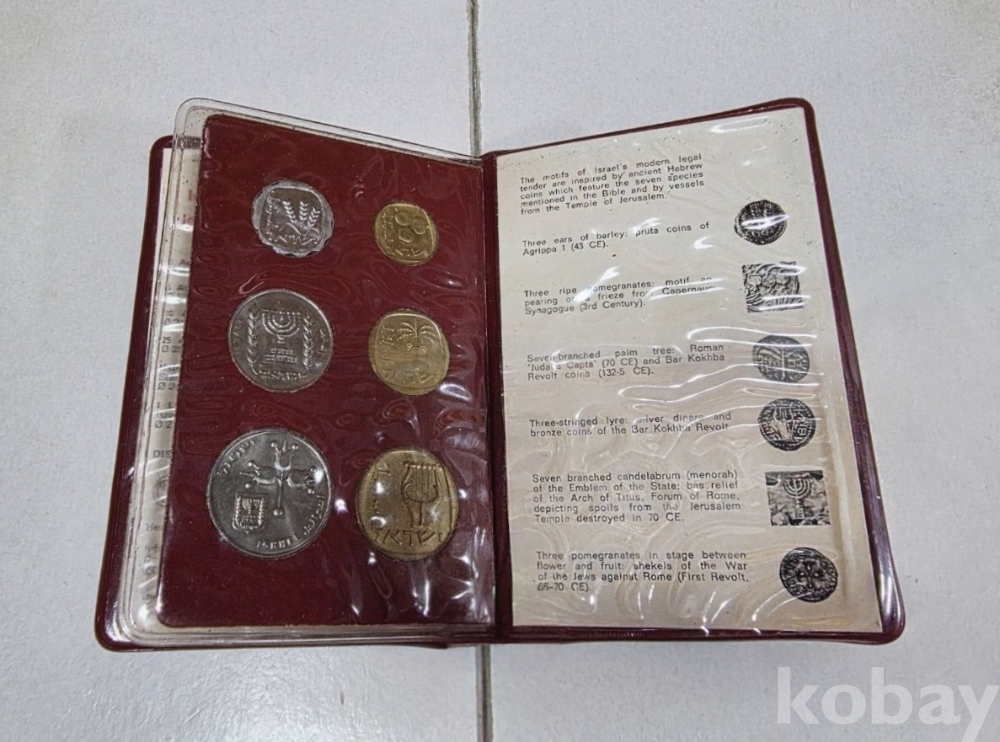 ISRAEL
ישראל
The motifs of Israel's modern legal
tender are inspired by ancient Hebrew
coins which feature the seven species
mentioned in the Bible and by vessels
from the Temple of Jerusalem.
Three ears of barley: pruta coins of
Agrippa 1 (43 CE).
Three ripe pomegranates: motif ap-
pearing on a frieze from Capernaum
Synagogue (3rd Century).
Seven-branched palm tree: Roman
'Judaea Capta' (70 CE) and Bar Kokhba
Revolt coins (132-5 CE).
Three-stringed lyre: silver dinars and
bronze coins of the Bar Kokhba Revolt
Seven branched candelabrum (menorah)
of the Emblem of the State: bas relief
of the Arch of Titus, Forum of Rome,
depicting spoils from the Jerusalem
Temple destroyed in 70 CE.
Three pomegranates in stage between
flower and fruit: shekels of the War
of the Jews against Rome (First Revolt,
66-70 CE)
kobay